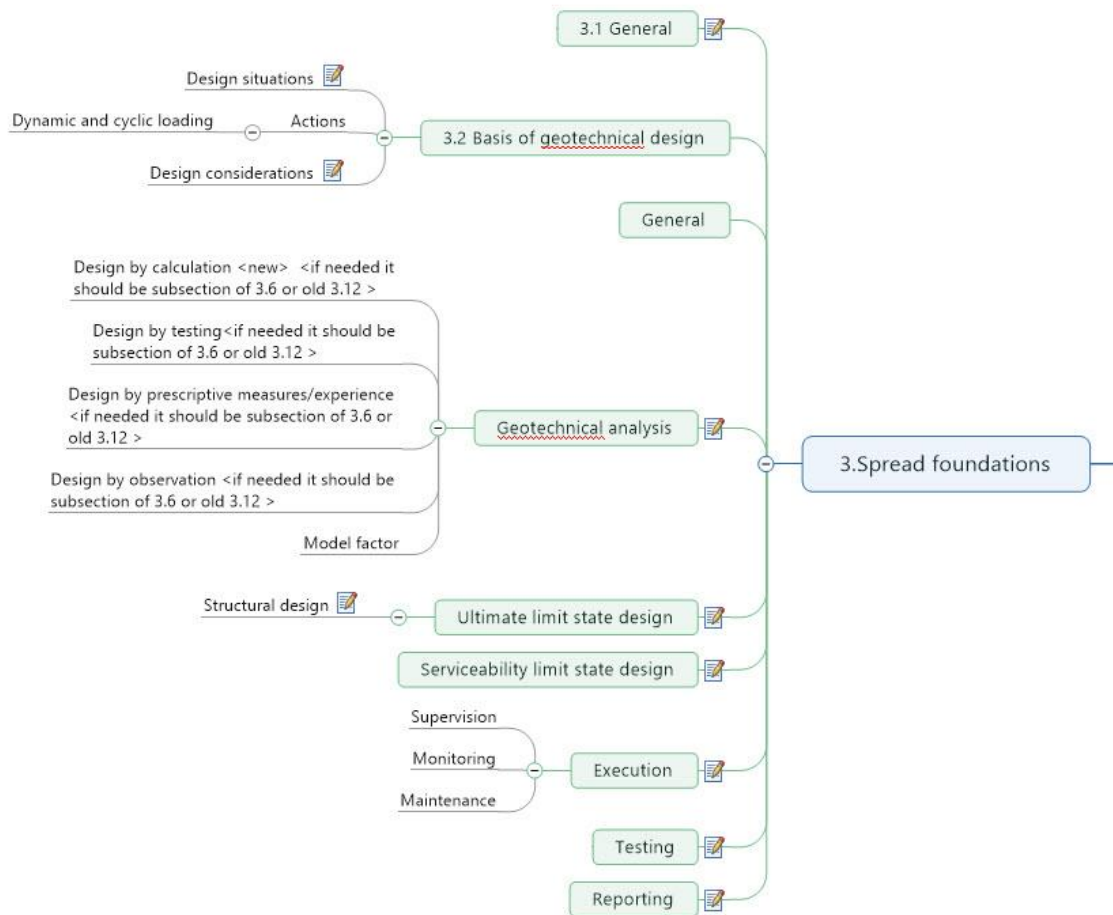 3.Spread foundations
3.1 General
3.2 Basis of geotechnical design
Design situations
Actions
Dynamic and cyclic loading
Design considerations
General
Geotechnical analysis
Design by calculation <new>   <if needed it
should be subsection of 3.6 or old 3.12 >
Design by testing<if needed it should be
subsection of 3.6 or old 3.12 >
Design by prescriptive measures/experience
<if needed it should be subsection of 3.6 or
old 3.12 >
Design by observation <if needed it should be
subsection of 3.6 or old 3.12 >
Model factor
Ultimate limit state design
Structural design
Serviceability limit state design
Execution
Supervision
Monitoring
Maintenance
Testing
Reporting